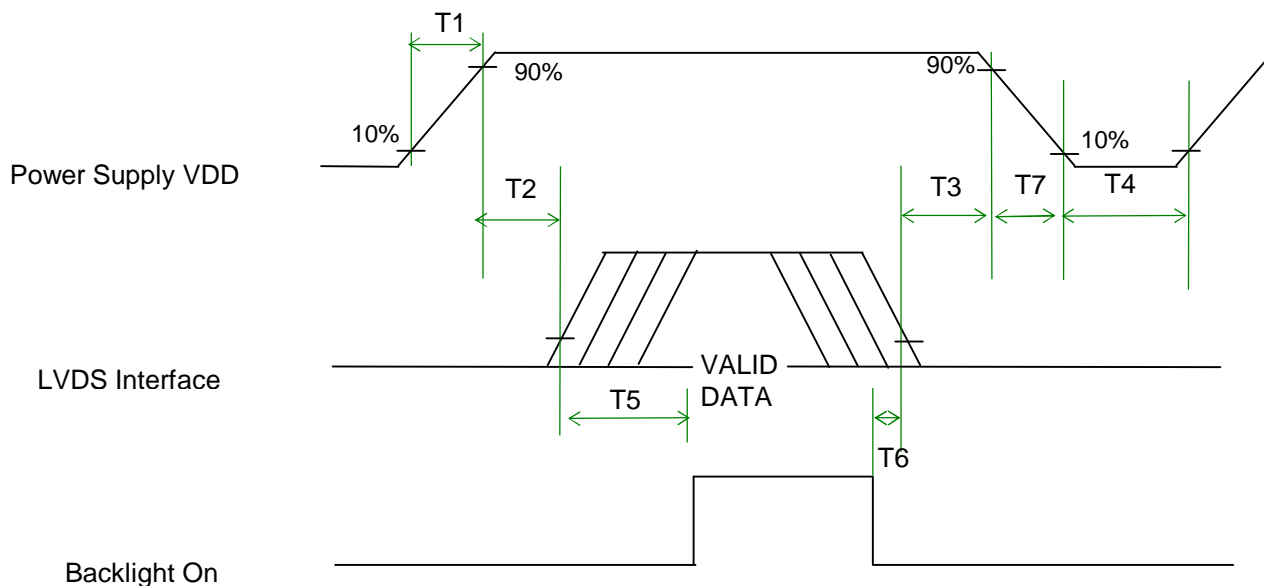 T1
90%
90%
10%
10%
Power Supply VDD
T2
T3
T7
T4
LVDS Interface
VALID
DATA
T5
T6
Backlight On